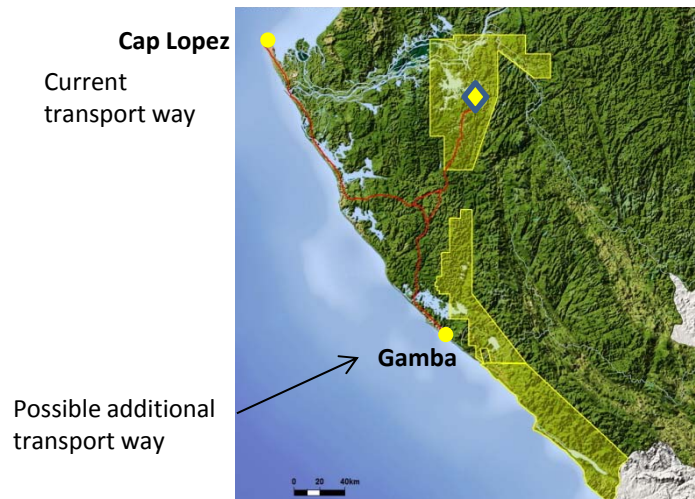 Cap Lopez
Current
transport way
Gamba
Possible additional
transport way
0 20 40km